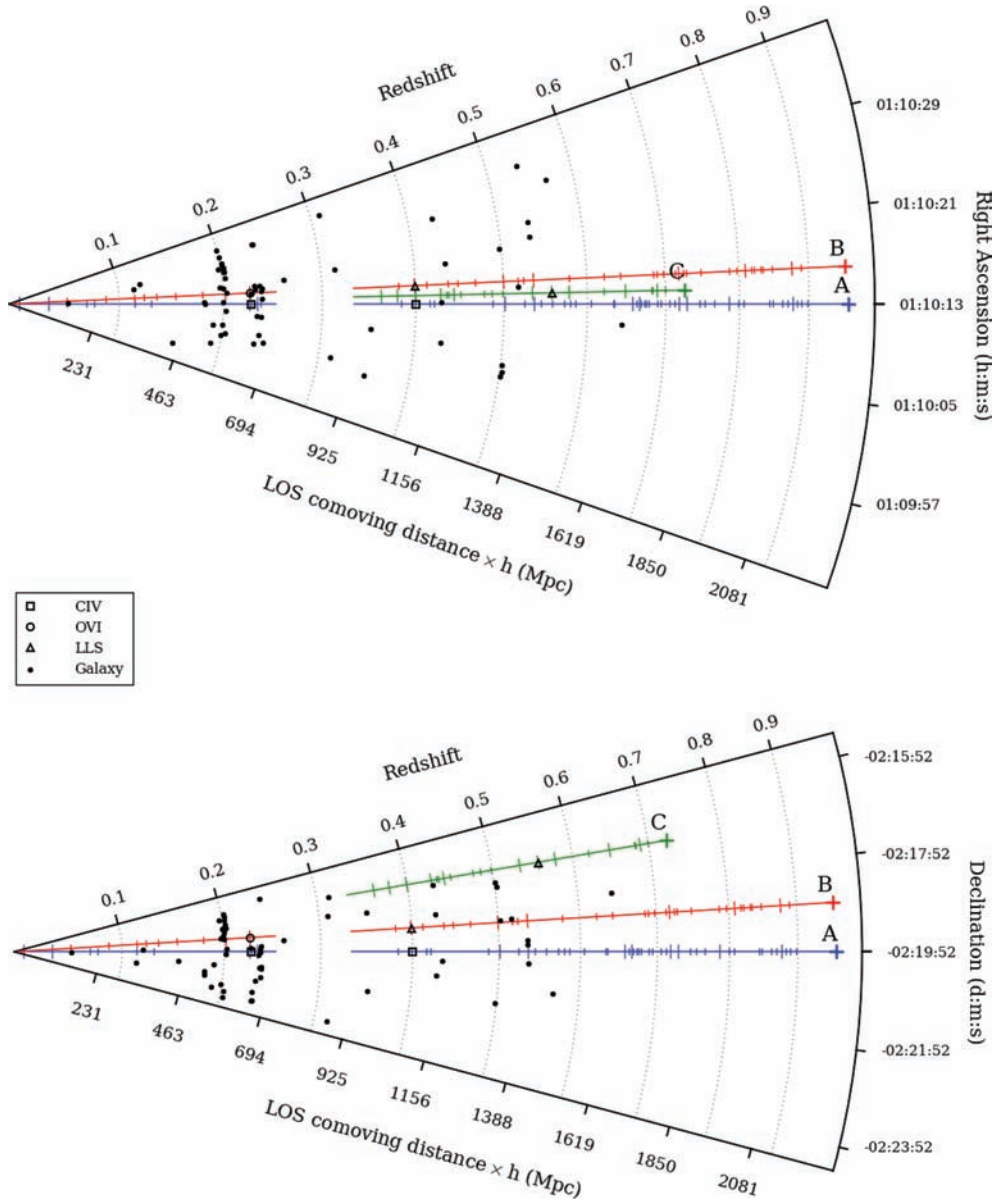 Redshift
0.1
0.2
0.3
0.4
0.5
0.6
0.7
0.8
0.9
01:10:29
01:10:21
01:10:13
01:10:05
01:09:57
Right Ascension (h:m:s)
B
C
A
231
463
694
925
1156
1388
1619
1850
2081
LOS comoving distance × h (Mpc)
CIV
OVI
LLS
Galaxy
Redshift
0.1
0.2
0.3
0.4
0.5
0.6
0.7
0.8
0.9
-02:15:52
-02:17:52
-02:19:52
-02:21:52
-02:23:52
Declination (d:m:s)
C
B
A
231
463
694
925
1156
1388
1619
1850
2081
LOS comoving distance × h (Mpc)